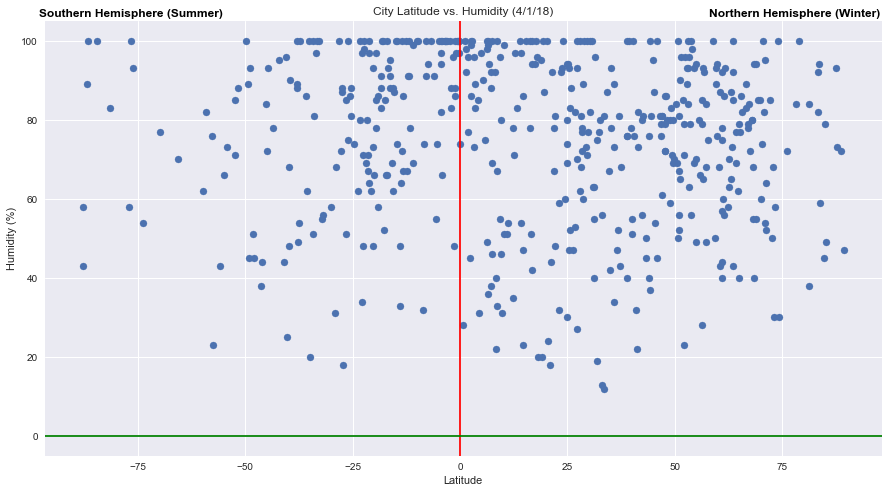 Southern Hemisphere (Summer) City Latitude vs. Humidity (4/1/18) Northern Hemisphere (Winter)
100
80
60
40
20
0
Humidity (%)
−75 −50 −25 0 25 50 75
Latitude